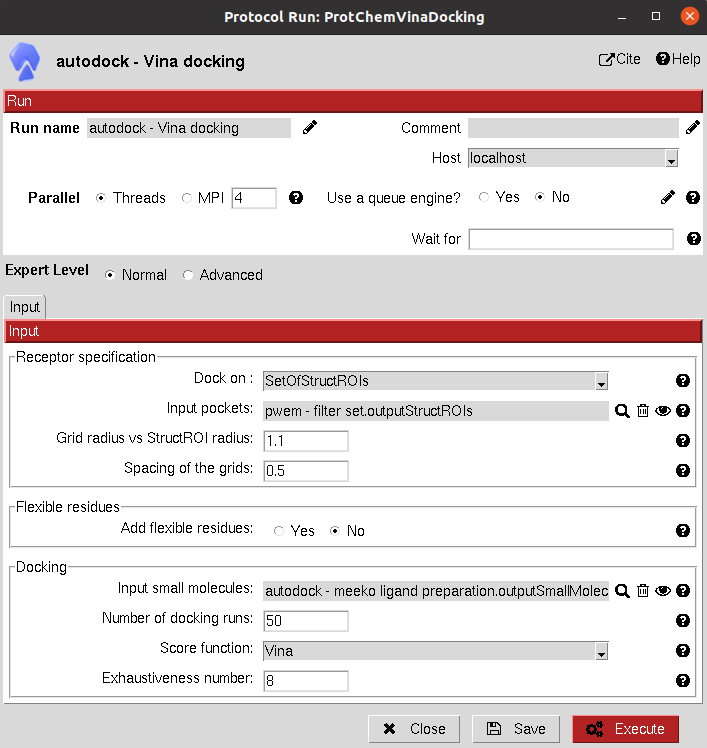 Protocol Run: ProtChemVinaDocking
autodock - Vina docking
Cite
Help
Run
Run name autodock - Vina docking
Comment
Host localhost
Parallel Threads MPI 4
Use a queue engine? Yes No
Wait for
Expert Level Normal Advanced
Input
Input
Receptor specification
Dock on : SetOfStructROIs
Input pockets: pwem - filter set.outputStructROIs
Grid radius vs StructROI radius: 1.1
Spacing of the grids: 0.5
Flexible residues
Add flexible residues: Yes No
Docking
Input small molecules: autodock - meeko ligand preparation.outputSmallMolec
Number of docking runs: 50
Score function: Vina
Exhaustiveness number: 8
Close Save Execute